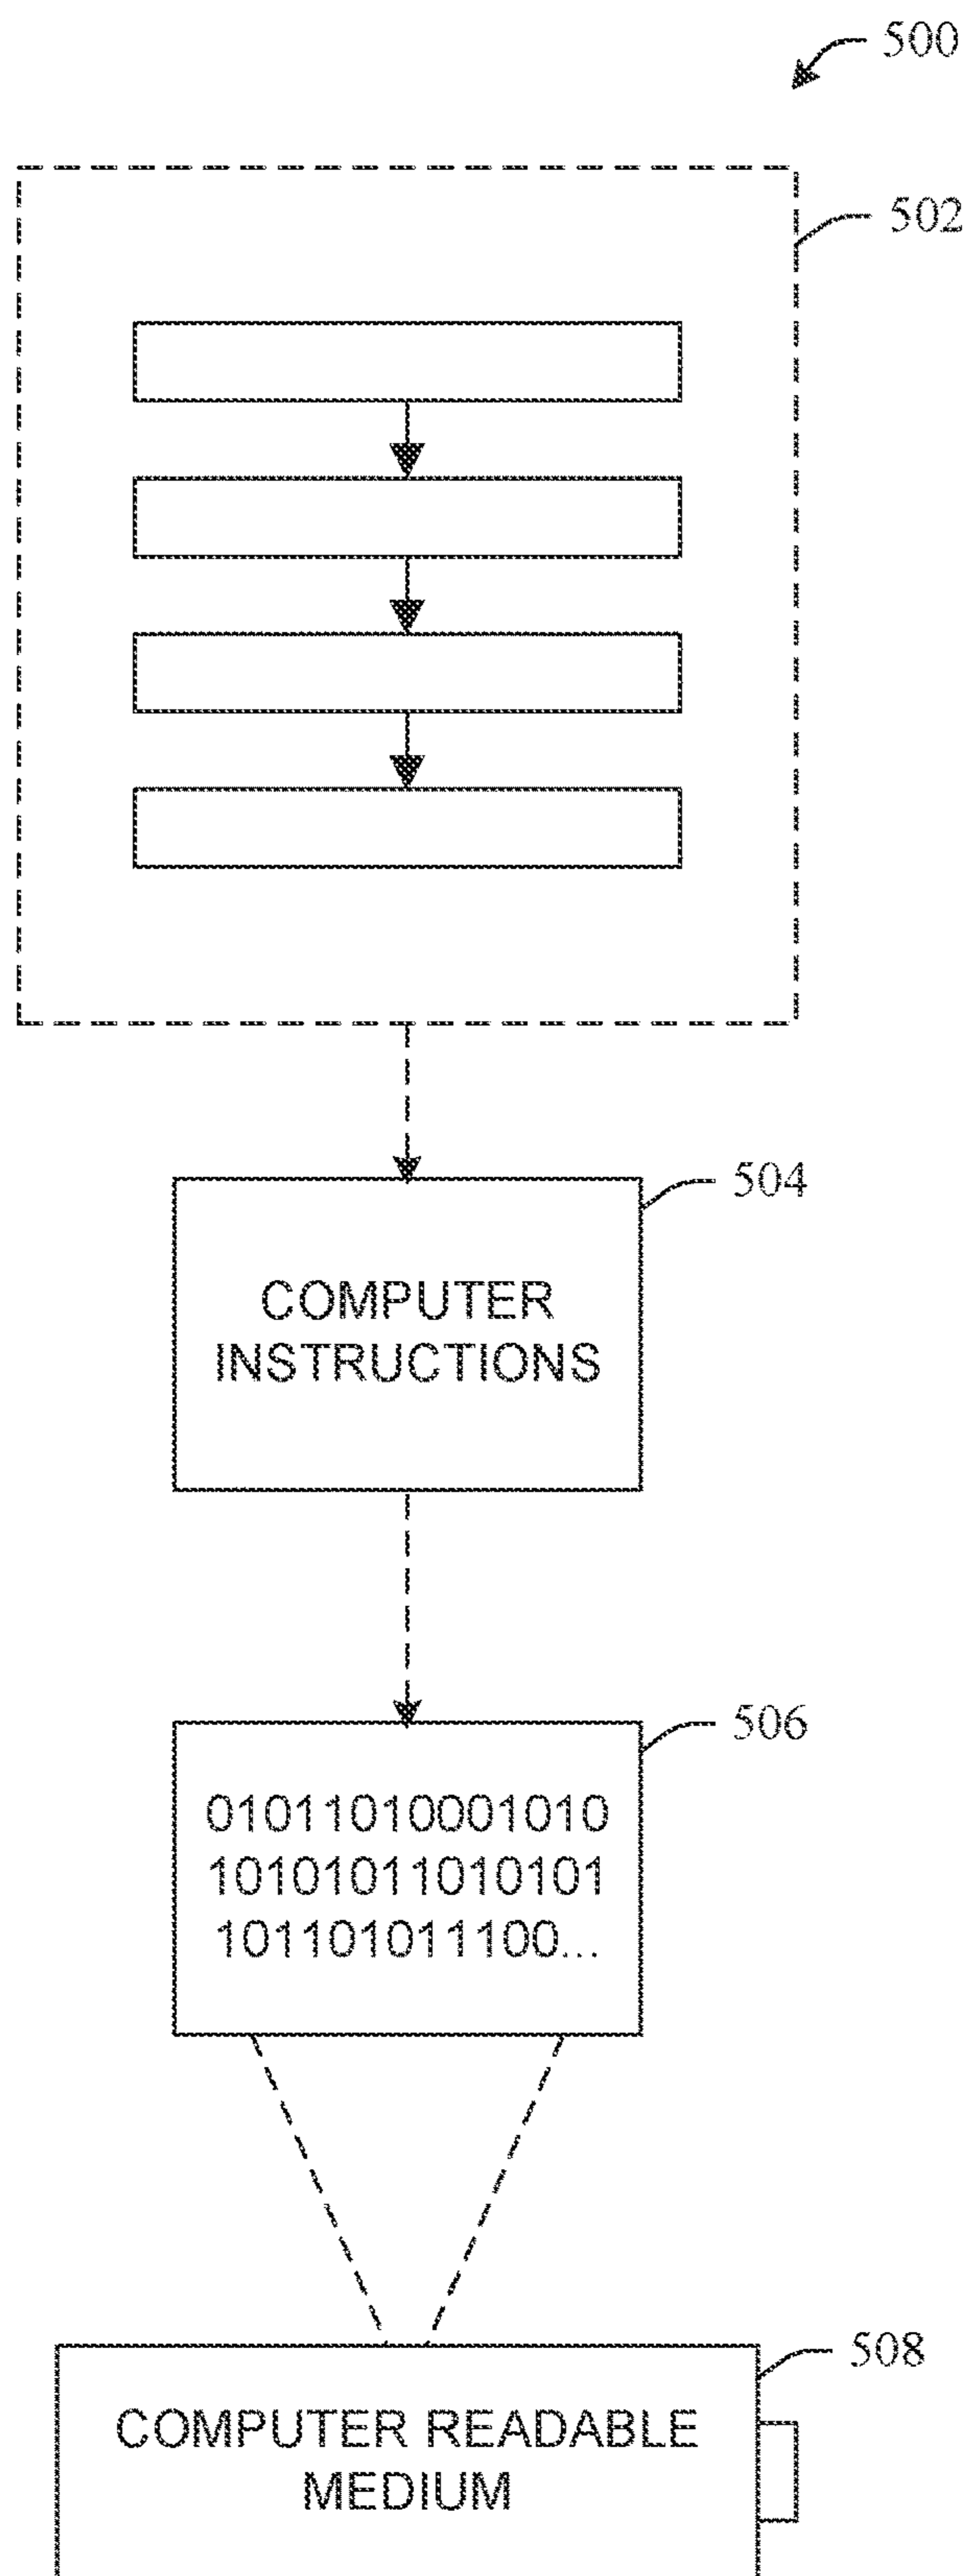 500
502
504
COMPUTER
INSTRUCTIONS
506
01011010001010
10101011010101
101101011100...
508
COMPUTER READABLE
MEDIUM